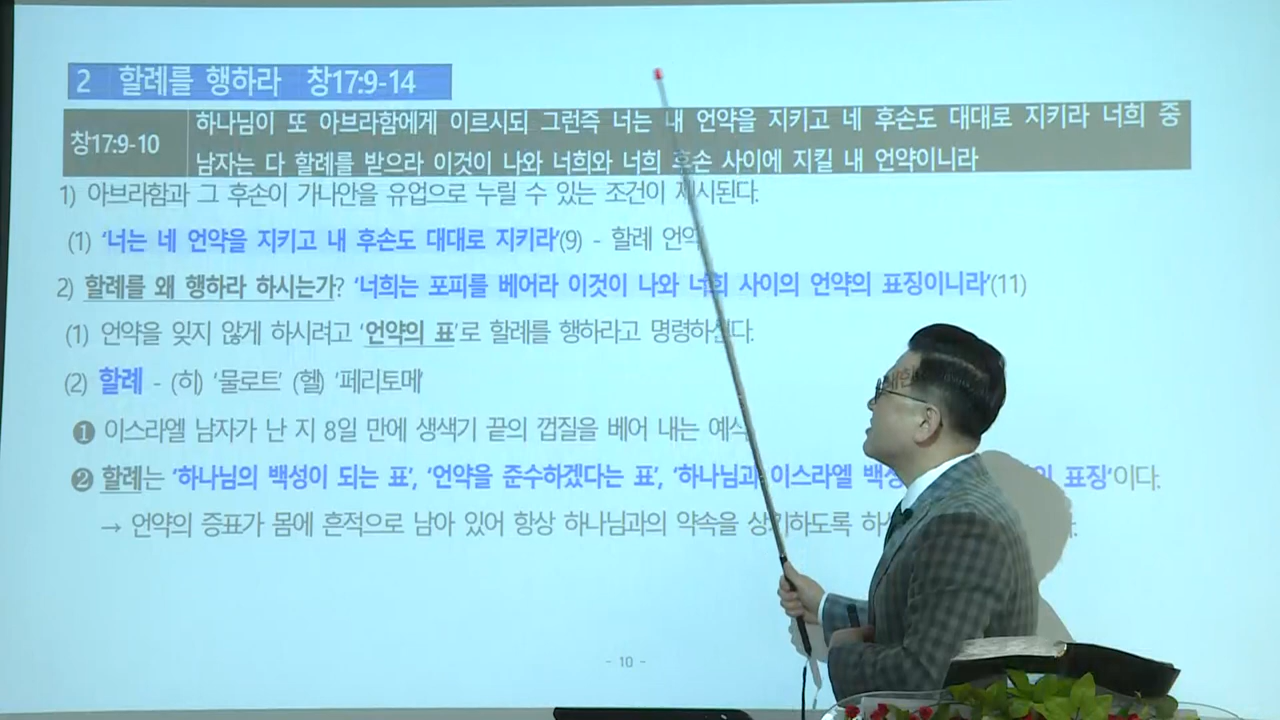 2 할례를 행하라 창17:9-14
창17:9-10
하나님이 또 아브라함에게 이르시되 그런즉 너는 내 언약을 지키고 네 후손도 대대로 지키라 너희 중
남자는 다 할례를 받으라 이것이 나와 너희와 너희 후손 사이에 지킬 내 언약이니라
1) 아브라함과 그 후손이 가나안을 유업으로 누릴 수 있는 조건이 제시된다.
(1) ‘너는 네 언약을 지키고 내 후손도 대대로 지키라’(9) - 할례 언약
2) 할례를 왜 행하라 하시는가? ‘너희는 포피를 베어라 이것이 나와 너희 사이의 언약의 표징이니라’(11)
(1) 언약을 잊지 않게 하시려고 ‘언약의 표’로 할례를 행하라고 명령하신다.
(2) 할례 - (히) ‘물로트’ (헬) ‘페리토메’
❶ 이스라엘 남자가 난 지 8일 만에 생색기 끝의 껍질을 베어 내는 예식
❷ 할례는 ‘하나님의 백성이 되는 표’, ‘언약을 준수하겠다는 표’, ‘하나님과 이스라엘 표징’이다.
→ 언약의 증표가 몸에 흔적으로 남아 있어 항상 하나님과의 약속을 상기하도록
- 10 -